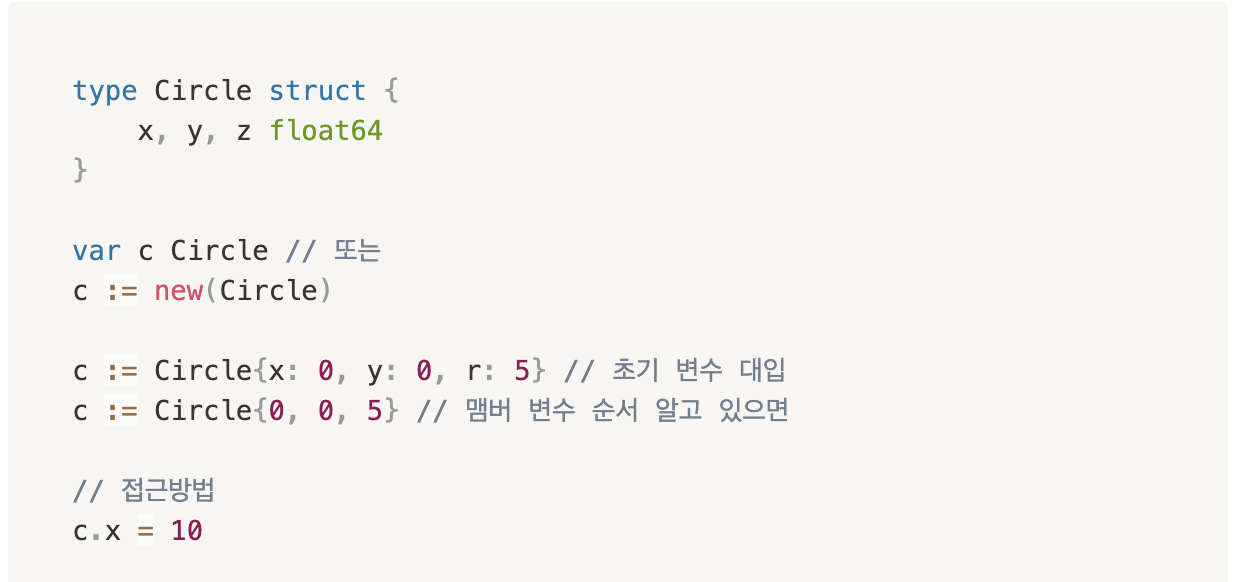 type Circle struct {
    x, y, z float64
}
var c Circle // 또는
c := new(Circle)
c := Circle{x: 0, y: 0, r: 5} // 초기 변수 대입
c := Circle{0, 0, 5} // 맴버 변수 순서 알고 있으면
// 접근방법
c.x = 10